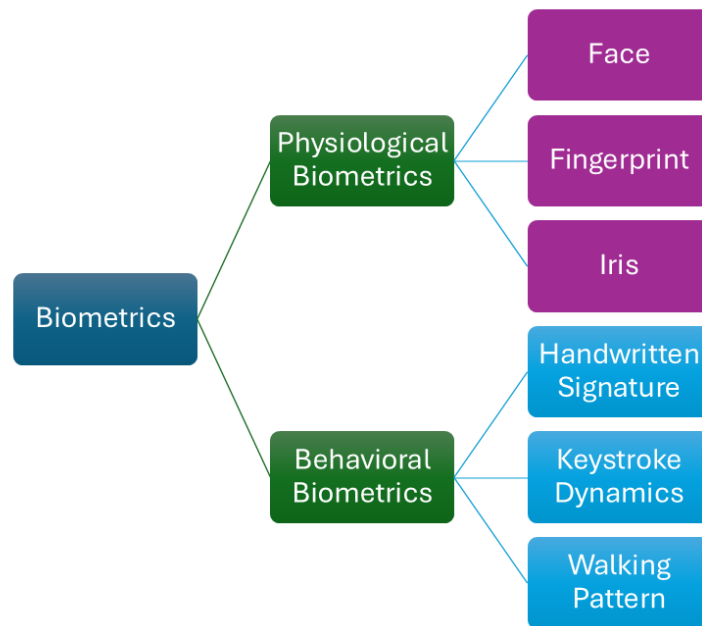 Face
Physiological
Biometrics
Fingerprint
Iris
Biometrics
Handwritten
Signature
Behavioral
Biometrics
Keystroke
Dynamics
Walking
Pattern